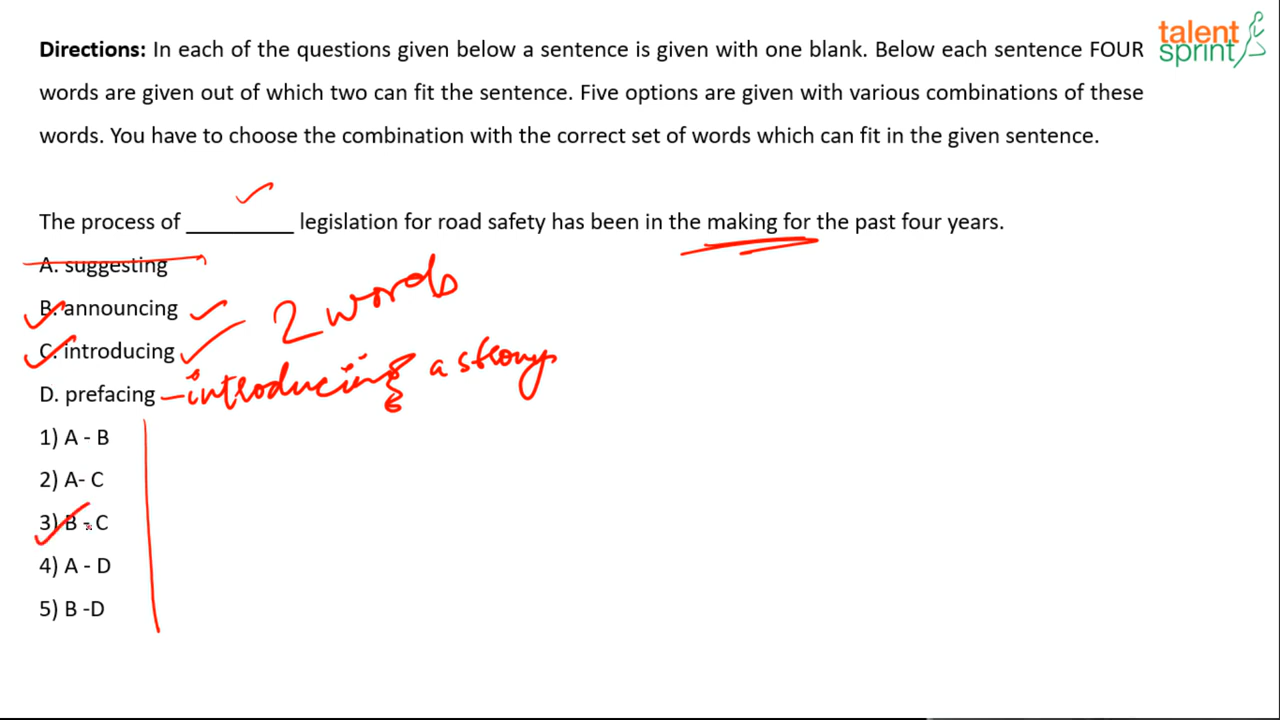 talent
sprint
Directions: In each of the questions given below a sentence is given with one blank. Below each sentence FOUR
words are given out of which two can fit the sentence. Five options are given with various combinations of these
words. You have to choose the combination with the correct set of words which can fit in the given sentence.
The process of _________ legislation for road safety has been in the making for the past four years.
A. suggesting
B. announcing
C. introducing
2 words
D. prefacing – introducing a story
1) A - B
2) A- C
3) B - C
4) A - D
5) B -D